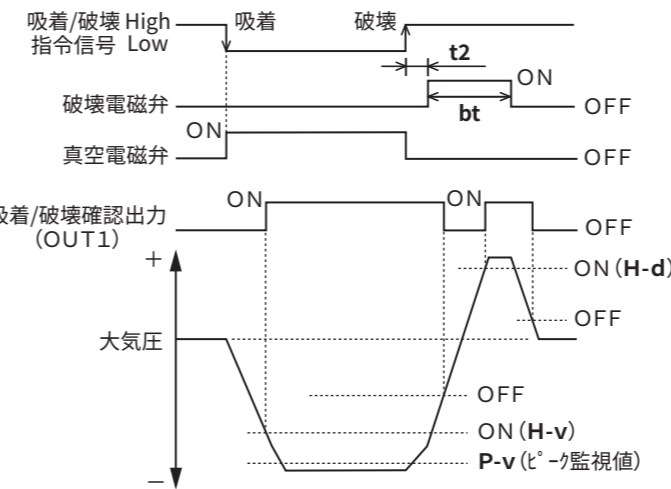 吸着/破壊 High
指令信号 Low
吸着
破壊
t2
ON
破壊電磁弁
bt
OFF
ON
真空電磁弁
OFF
吸着/破壊確認出力
(OUT1)
ON
ON
OFF
+
ON(H-d)
OFF
大気圧
OFF
ON(H-v)
P-v(ピーク監視値)
−